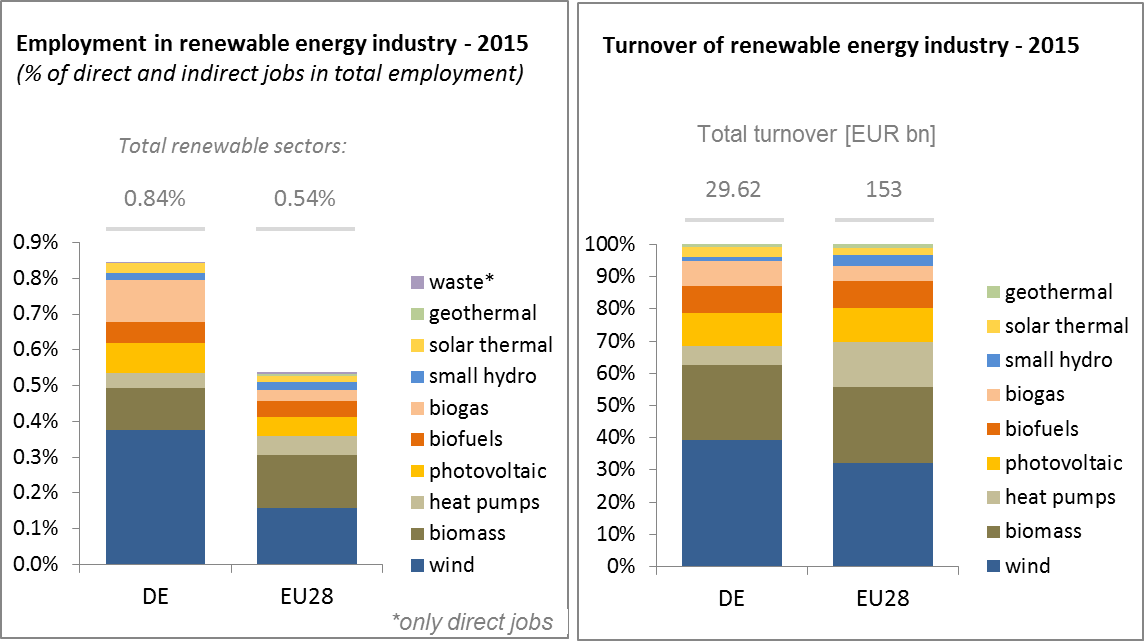 Employment in renewable energy industry - 2015
(% of direct and indirect jobs in total employment)
Total renewable sectors:
0.84%
0.54%
0.9%
0.8%
0.7%
0.6%
0.5%
0.4%
0.3%
0.2%
0.1%
0.0%
DE
EU28
waste*
geothermal
solar thermal
small hydro
biogas
biofuels
photovoltaic
heat pumps
biomass
wind
*only direct jobs
Turnover of renewable energy industry - 2015
Total turnover [EUR bn]
29.62
153
100%
90%
80%
70%
60%
50%
40%
30%
20%
10%
0%
DE
EU28
geothermal
solar thermal
small hydro
biogas
biofuels
photovoltaic
heat pumps
biomass
wind